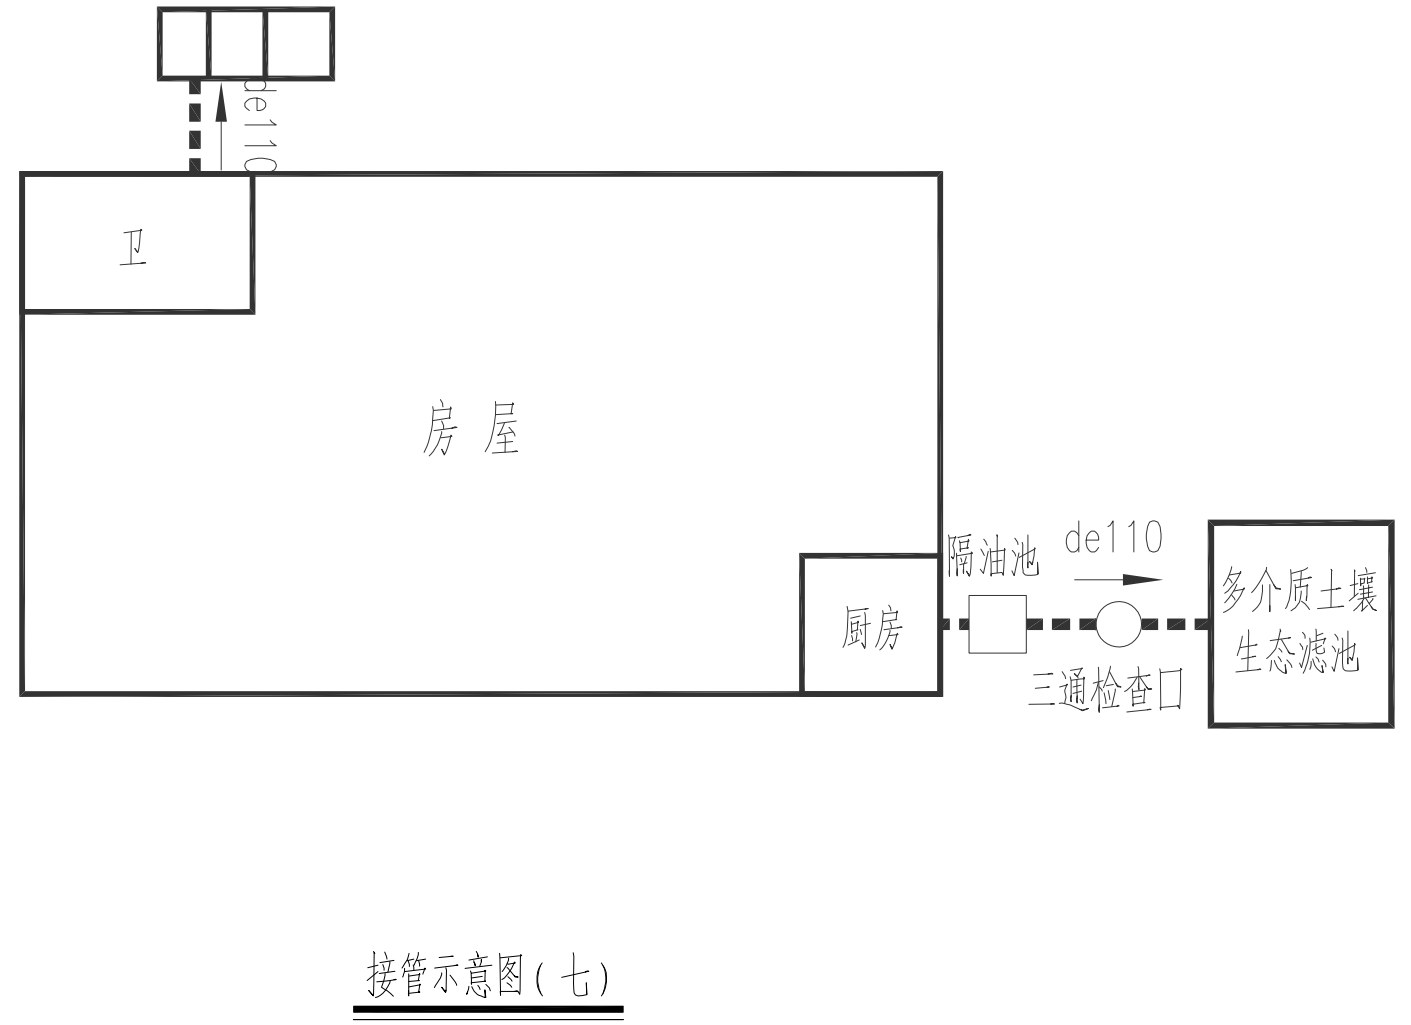 de110
卫
房屋
de110
隔油池
多介质土壤
生态滤池
厨房
三通检查口
接管示意图(七)